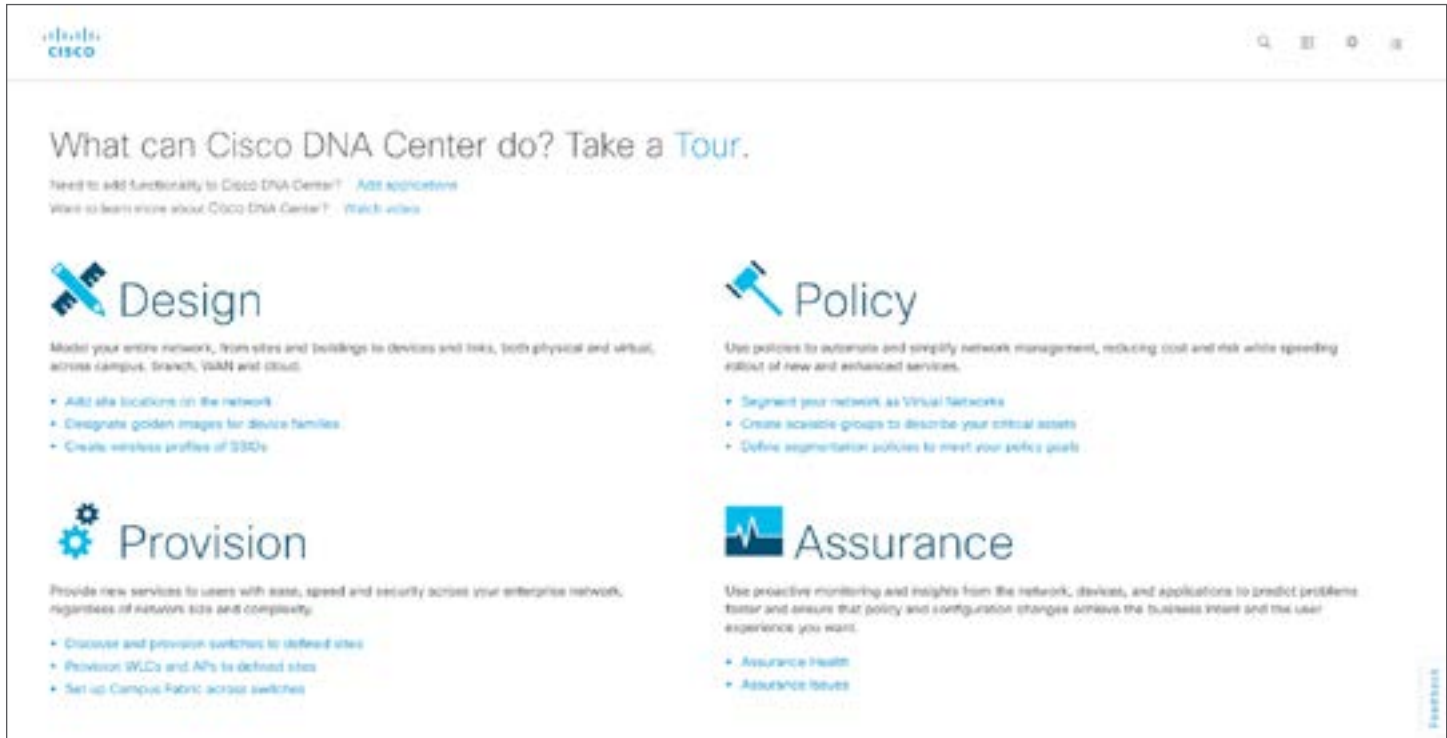 CISCO
What can Cisco DNA Center do? Take a Tour.
Need to add functionality to Cisco DNA Center? Add applications
Want to learn more about Cisco DNA Center? Watch video
Design
Model your entire network, from sites and buildings to devices and links, both physical and virtual,
across campus, branch, WAN and cloud.
• Add site locations on the network
• Designate golden images for device families
• Create wireless profiles of SSIDs
Policy
Use policies to automate and simplify network management, reducing cost and risk while speeding
rollout of new and enhanced services.
• Segment your network as Virtual Networks
• Create scalable groups to describe your critical assets
• Define segmentation policies to meet your policy goals
Provision
Provide new services to users with ease, speed and security across your enterprise network,
regardless of network size and complexity.
• Discover and provision switches to defined sites
• Provision WLCs and APs to defined sites
• Set up Campus Fabric across switches
Assurance
Use proactive monitoring and insights from the network, devices, and applications to predict problems
faster and ensure that policy and configuration changes achieve the business intent and the user
experience you want.
• Assurance Health
• Assurance Issues
Feedback